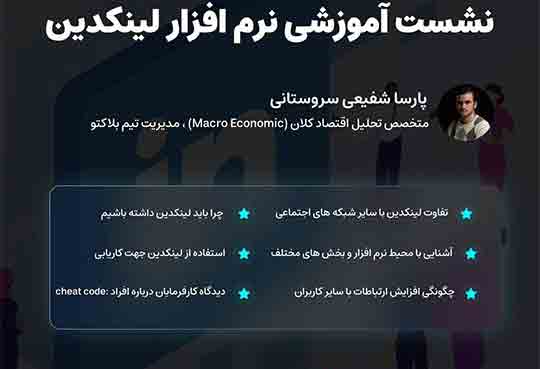 نشست آموزشی نرم افزار لینکدین
پارسا شفیعی سروستانی
متخصص تحلیل اقتصاد کلان (Macro Economic) ، مدیریت تیم بلاکتو
تفاوت لینکدین با سایر شبکه های اجتماعی
چرا باید لینکدین داشته باشیم
آشنایی با محیط نرم افزار و بخش های مختلف
استفاده از لینکدین جهت کاریابی
چگونگی افزایش ارتباطات با سایر کاربران
دیدگاه کارفرمایان درباره افراد :cheat code